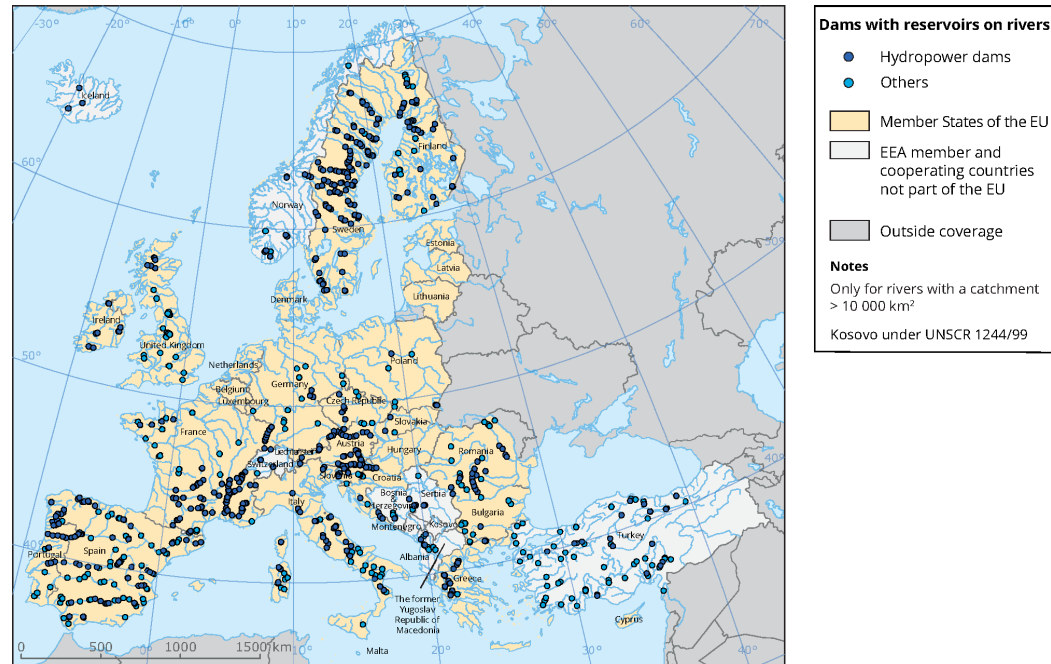 -30°
-20°
-10°
0°
10°
20°
30°
40°
50°
60°
70°
Iceland
60°
Finland
Norway
Sweden
Estonia
Latvia
Lithuania
Denmark
Ireland
United Kingdom
50°
50°
Netherlands
Poland
Belgium
Germany
Luxembourg
Czech Republic
Slovakia
France
Austria
Liechtenstein
Switzerland
Hungary
Romania
40°
Slovenia
Croatia
Italy
Bosnia
&
Herzegovina
Serbia
Bulgaria
Montenegro
Kosovo
Turkey
40°
Portugal
Spain
Albania
Greece
The former
Yugoslav
Republic of
Macedonia
Cyprus
Malta
0 500 1000 1500 km
10°
20°
30°
40°
Dams with reservoirs on rivers
Hydropower dams
Others
Member States of the EU
EEA member and
cooperating countries
not part of the EU
Outside coverage
Notes
Only for rivers with a catchment
> 10 000 km²
Kosovo under UNSCR 1244/99